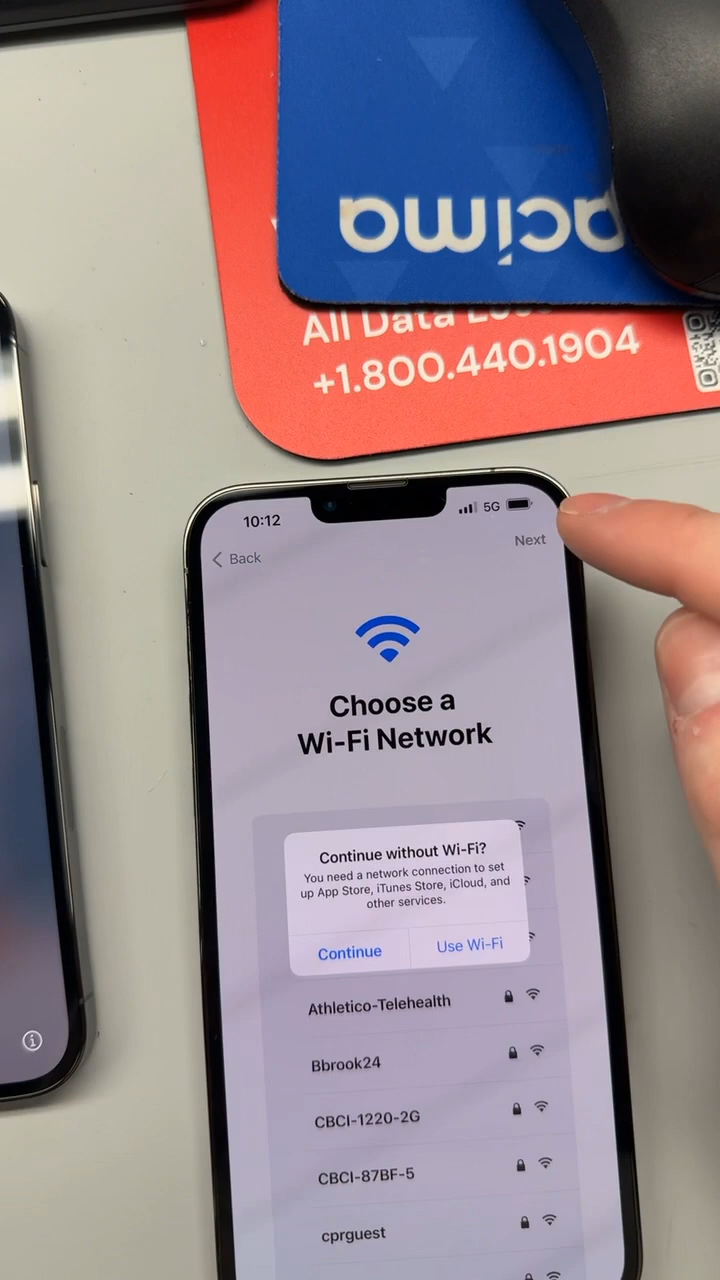 acima
All Data
+1.800.440.1904
10:12
5G
Back
Next
Choose a
Wi-Fi Network
Continue without Wi-Fi?
You need a network connection to set
up App Store, iTunes Store, iCloud, and
other services.
Continue
Use Wi-Fi
Athletico-Telehealth
Bbrook24
CBCI-1220-2G
CBCI-87BF-5
cprguest